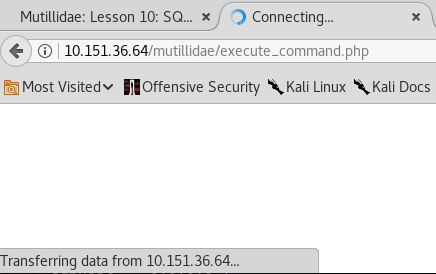 Mutillidae: Lesson 10: SQ... × Connecting... ×
10.151.36.64/mutillidae/execute_command.php
Most Visited Offensive Security Kali Linux Kali Docs
Transferring data from 10.151.36.64...